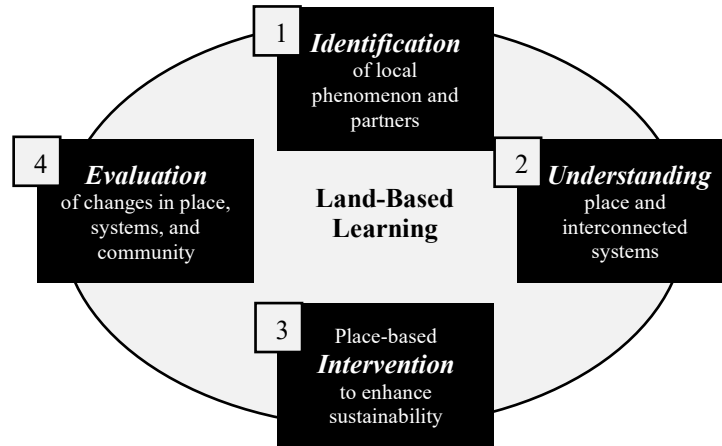 1
Identification
of local
phenomenon and
partners
2
Understanding
place and
interconnected
systems
3
Place-based
Intervention
to enhance
sustainability
4
Evaluation
of changes in place,
systems, and
community
Land-Based
Learning